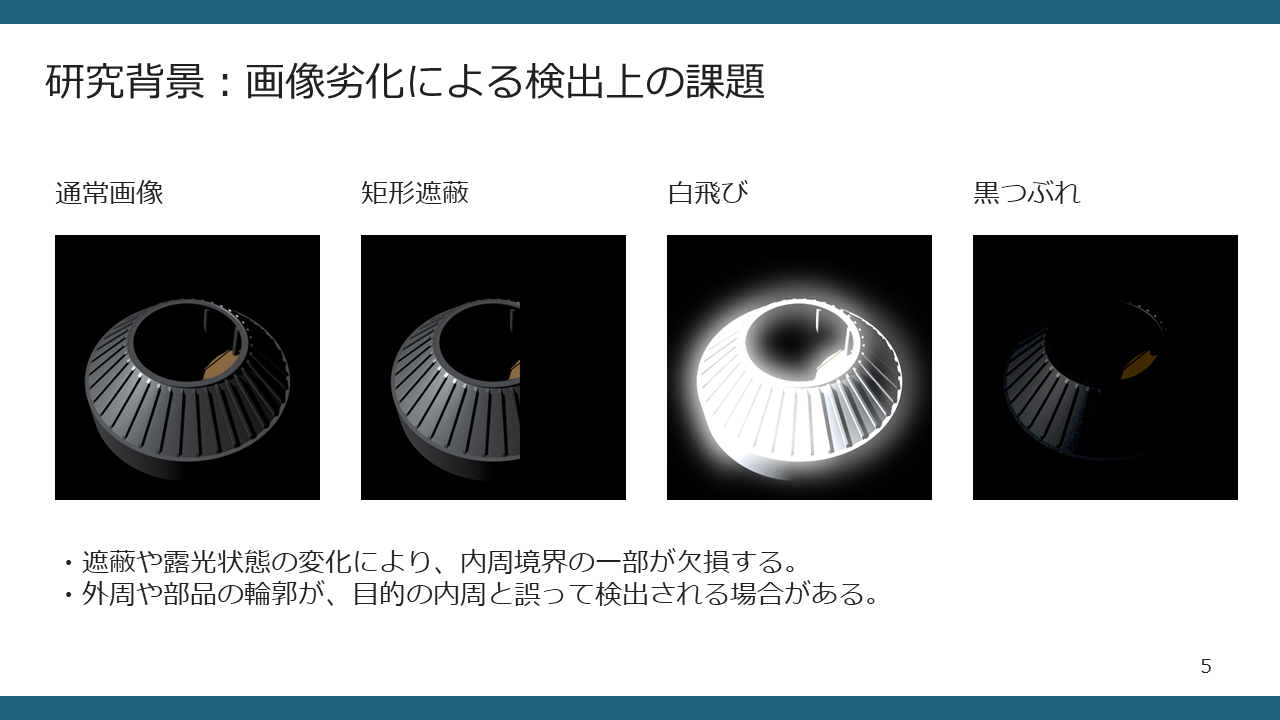 研究背景：画像劣化による検出上の課題
通常画像
矩形遮蔽
白飛び
黒つぶれ
・遮蔽や露光状態の変化により、内周境界の一部が欠損する。
・外周や部品の輪郭が、目的の内周と誤って検出される場合がある。
5